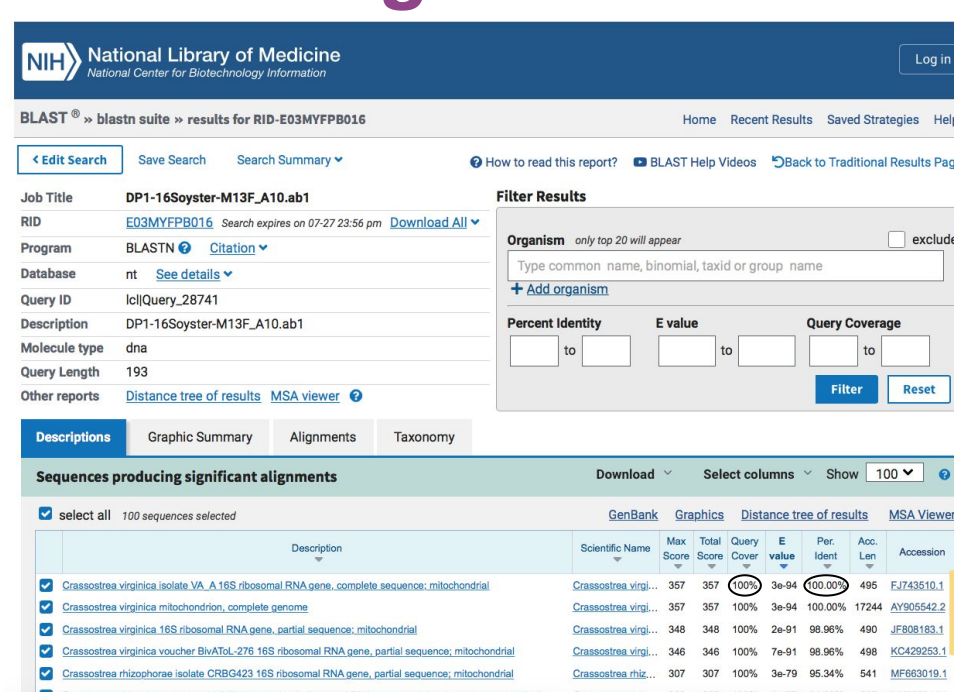 NIH National Library of Medicine
National Center for Biotechnology Information
Log in
BLAST ® » blastn suite » results for RID-E03MYFPB016
Home Recent Results Saved Strategies Help
< Edit Search Save Search Search Summary
How to read this report? BLAST Help Videos Back to Traditional Results Pag
Job Title DP1-16Soyster-M13F_A10.ab1
RID E03MYFPB016 Search expires on 07-27 23:56 pm Download All
Program BLASTN ? Citation
Database nt See details
Query ID lcl|Query_28741
Description DP1-16Soyster-M13F_A10.ab1
Molecule type dna
Query Length 193
Other reports Distance tree of results MSA viewer ?
Filter Results
Organism only top 20 will appear exclude
Type common name, binomial, taxid or group name
+ Add organism
Percent Identity E value Query Coverage
to to to
Filter Reset
Descriptions Graphic Summary Alignments Taxonomy
Sequences producing significant alignments Download Select columns Show 100 ?
select all 100 sequences selected GenBank Graphics Distance tree of results MSA Viewer
Description Scientific Name Max Score Total Score Query Cover E value Per. Ident Acc. Len Accession
Crassostrea virginica isolate VA_A 16S ribosomal RNA gene, complete sequence; mitochondrial Crassostrea virgi... 357 357 100% 3e-94 100.00% 495 FJ743510.1
Crassostrea virginica mitochondrion, complete genome Crassostrea virgi... 357 357 100% 3e-94 100.00% 17244 AY905542.2
Crassostrea virginica 16S ribosomal RNA gene, partial sequence; mitochondrial Crassostrea virgi... 348 348 100% 2e-91 98.96% 490 JF808183.1
Crassostrea virginica voucher BivAToL-276 16S ribosomal RNA gene, partial sequence; mitochondrial Crassostrea virgi... 346 346 100% 7e-91 98.96% 498 KC429253.1
Crassostrea rhizophorae isolate CRBG423 16S ribosomal RNA gene, partial sequence; mitochondrial Crassostrea rhiz... 307 307 100% 3e-79 95.34% 541 MF663019.1